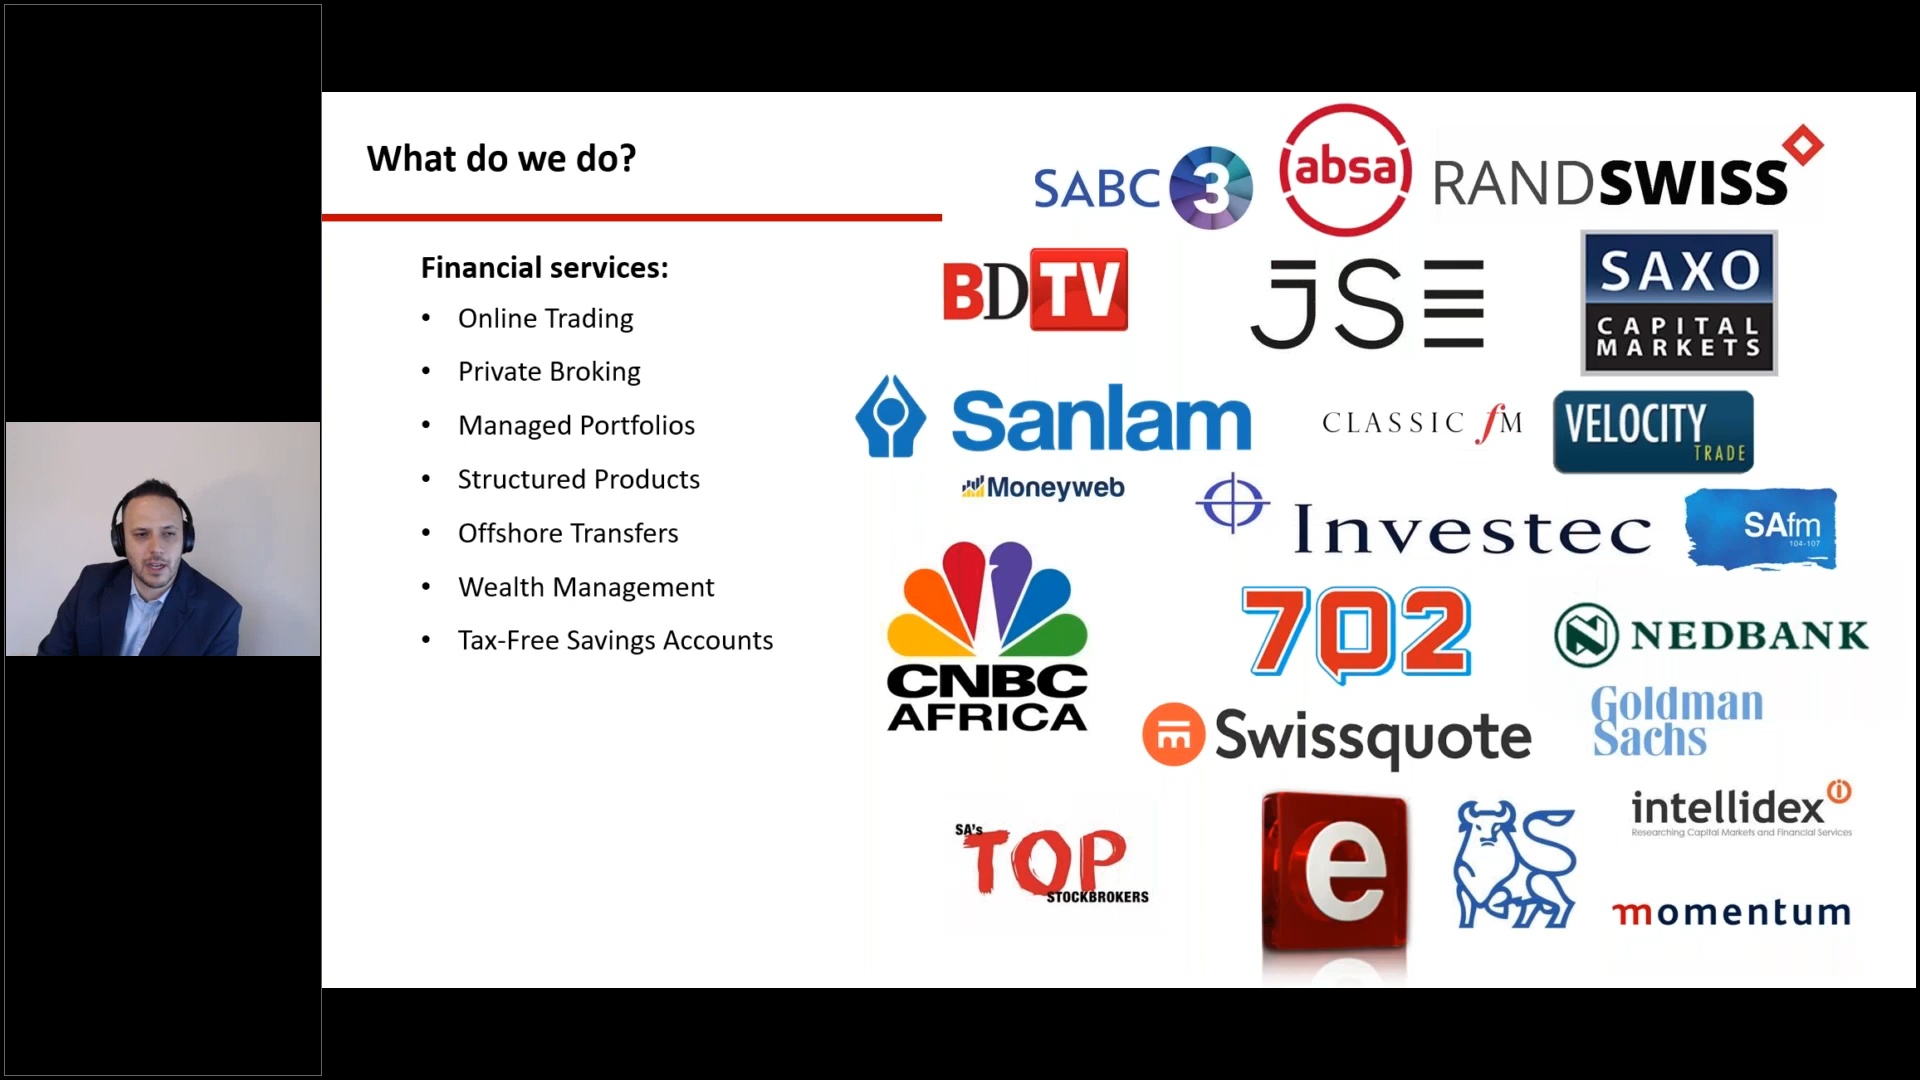 What do we do?
Financial services:
• Online Trading
• Private Broking
• Managed Portfolios
• Structured Products
• Offshore Transfers
• Wealth Management
• Tax-Free Savings Accounts
SABC 3
absa
RANDSWISS
BDTV
JSE
SAXO
CAPITAL
MARKETS
Sanlam
CLASSIC fM
VELOCITY
TRADE
Moneyweb
Investec
SAfm
104-107
CNBC
AFRICA
702
NEDBANK
Swissquote
Goldman
Sachs
SA's
TOP
STOCKBROKERS
e
intellidex
Researching Capital Markets and Financial Services
momentum